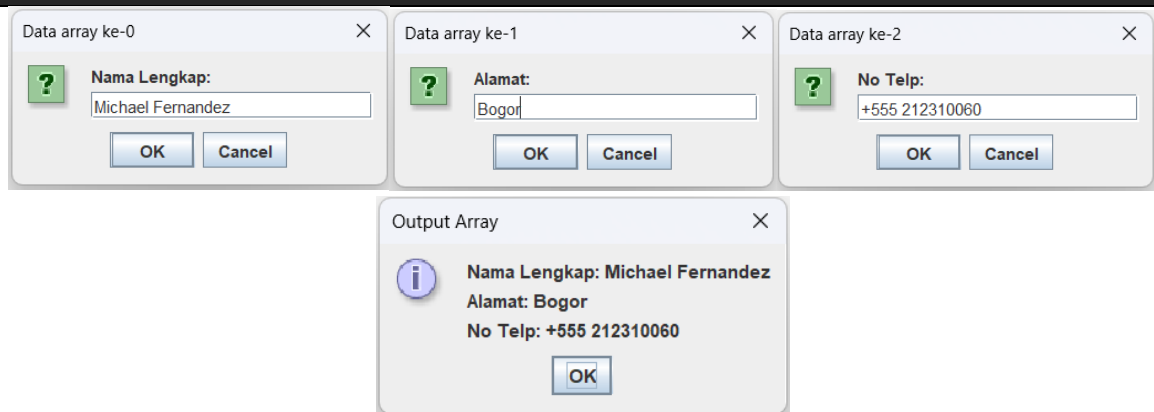 Data array ke-0
Nama Lengkap:
Michael Fernandez
OK Cancel
Data array ke-1
Alamat:
Bogor
OK Cancel
Data array ke-2
No Telp:
+555 212310060
OK Cancel
Output Array
Nama Lengkap: Michael Fernandez
Alamat: Bogor
No Telp: +555 212310060
OK